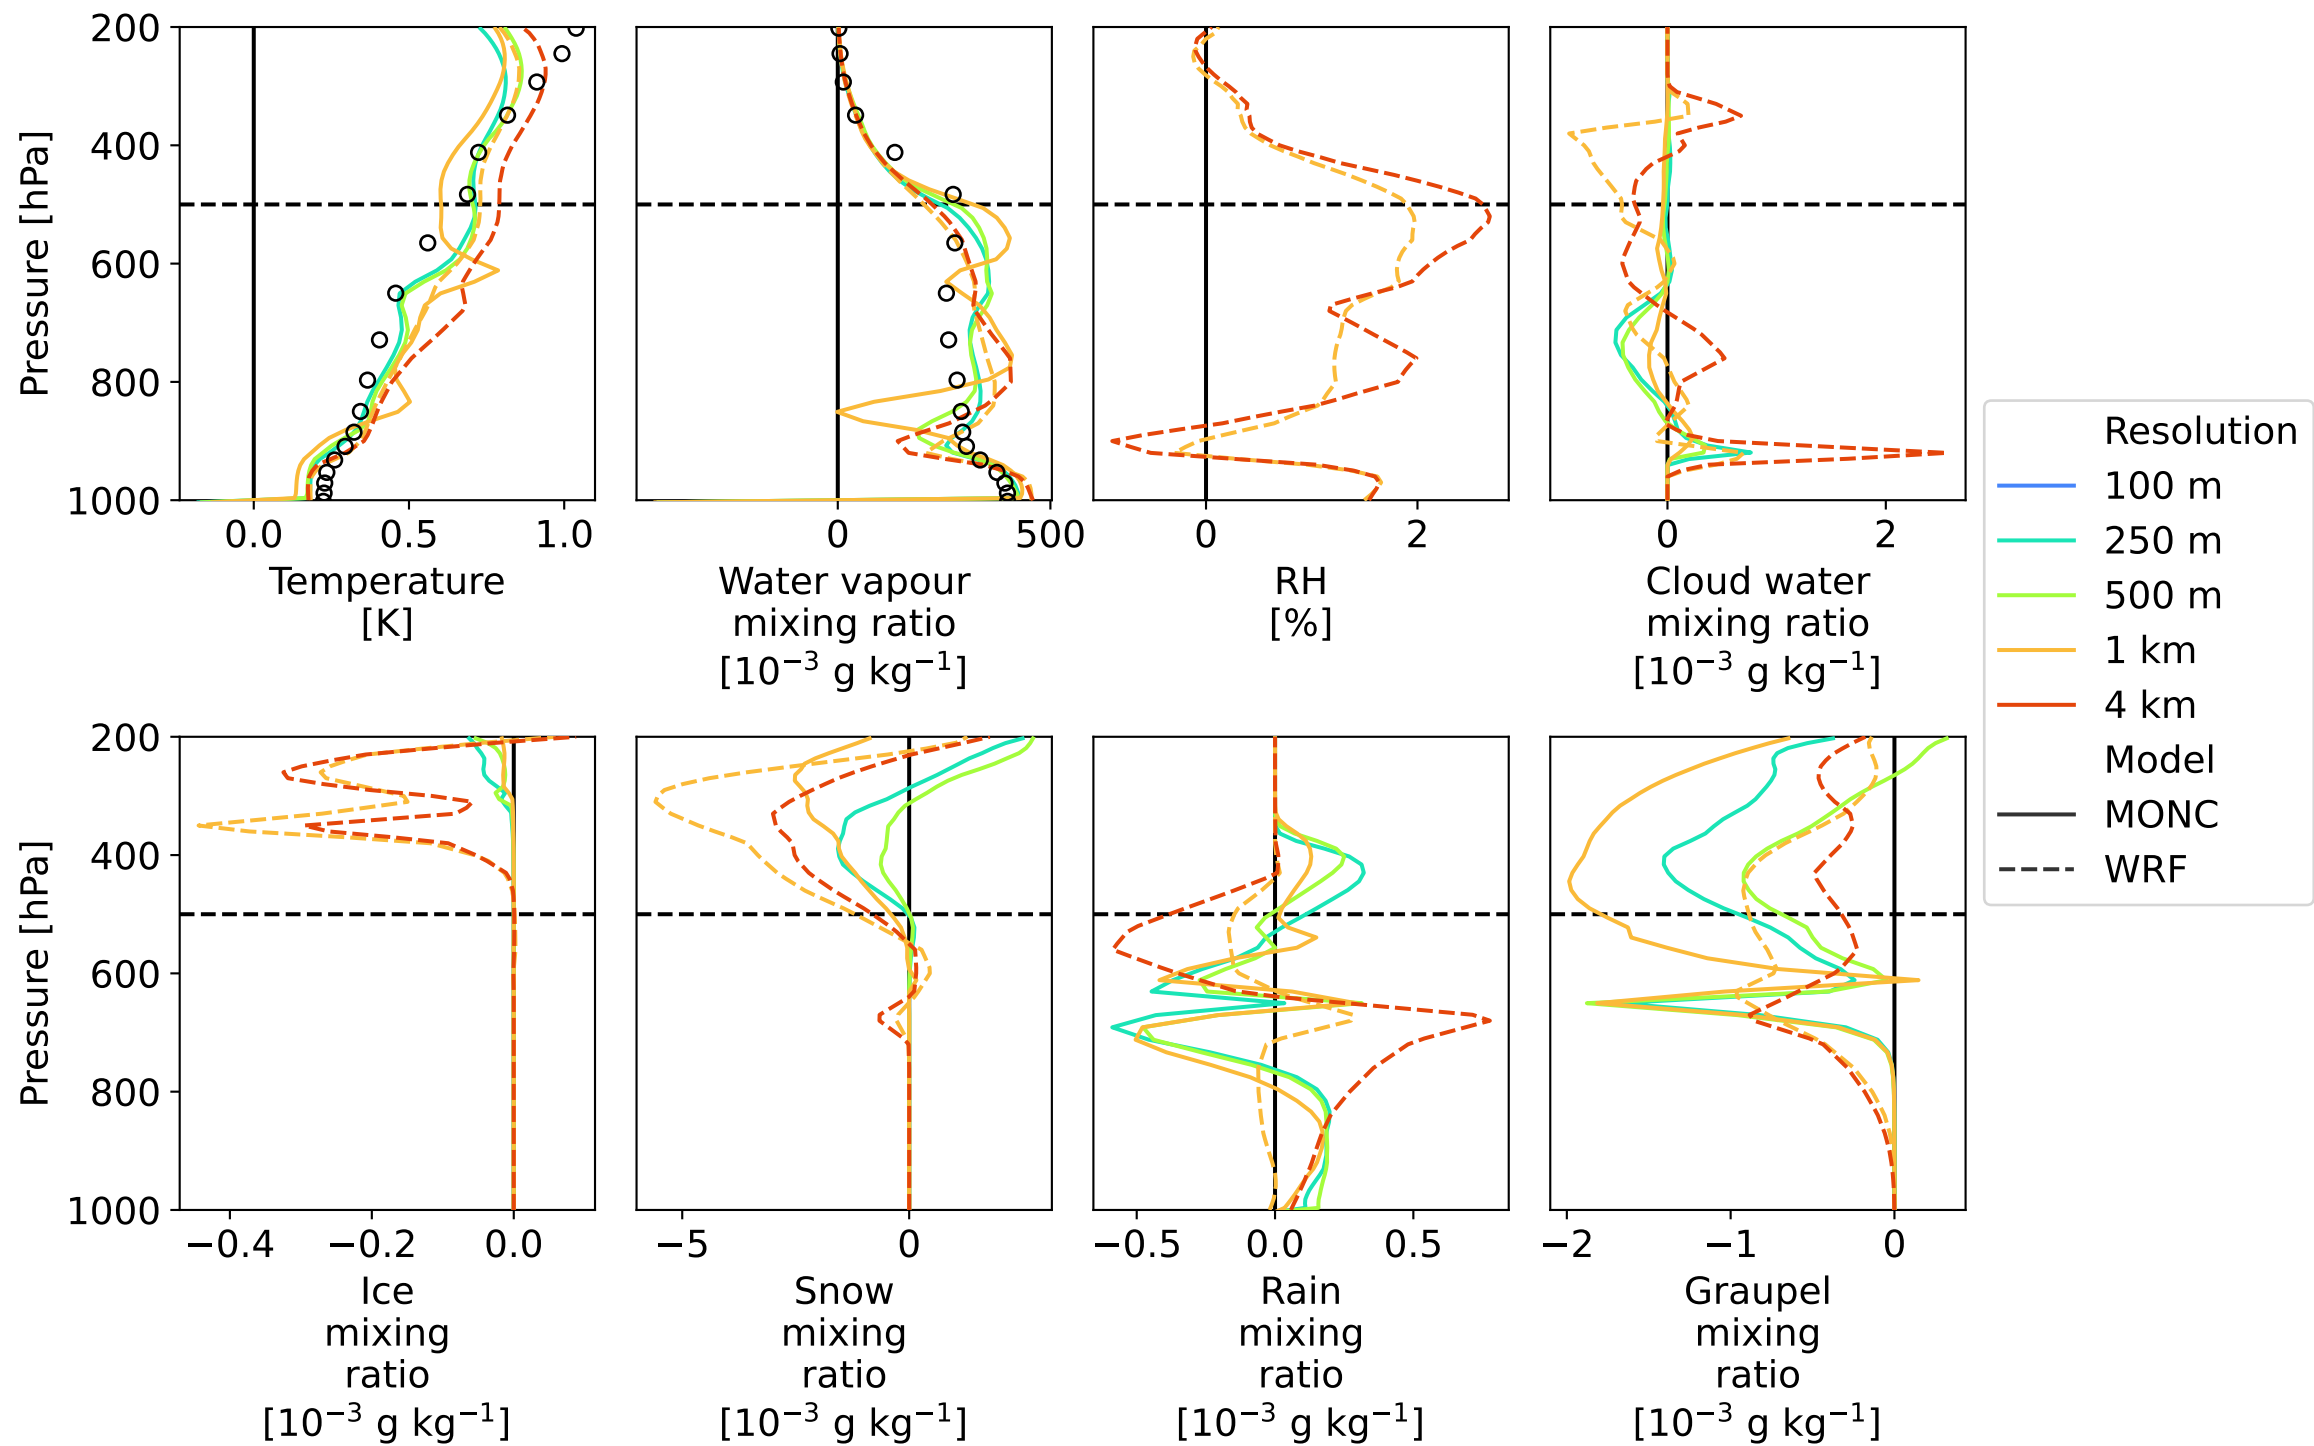 200
400
600
800
1000
Pressure [hPa]
0.0 0.5 1.0
Temperature
[K]
0 500
Water vapour
mixing ratio
[10⁻³ g kg⁻¹]
0 2
RH
[%]
0 2
Cloud water
mixing ratio
[10⁻³ g kg⁻¹]
200
400
600
800
1000
Pressure [hPa]
−0.4 −0.2 0.0
Ice
mixing
ratio
[10⁻³ g kg⁻¹]
−5 0
Snow
mixing
ratio
[10⁻³ g kg⁻¹]
−0.5 0.0 0.5
Rain
mixing
ratio
[10⁻³ g kg⁻¹]
−2 −1 0
Graupel
mixing
ratio
[10⁻³ g kg⁻¹]
Resolution
100 m
250 m
500 m
1 km
4 km
Model
MONC
WRF